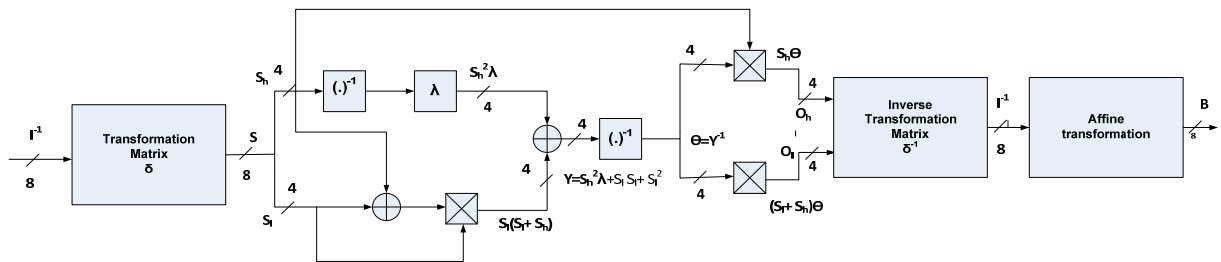 I⁻¹
8
Transformation
Matrix
δ
S
8
Sₕ
4
(.)⁻¹
λ
Sₕ²λ
4
Sₗ
4
Sₗ(Sₗ+ Sₕ)
4
4
(.)⁻¹
ϒ=Sₕ²λ+Sₗ Sₗ+ Sₗ²
ϴ=ϒ⁻¹
4
4
Sₕϴ
(Sₗ+ Sₕ)ϴ
4
Oₕ
Oₗ
4
Inverse
Transformation
Matrix
δ⁻¹
I⁻¹
8
Affine
transformation
B
8